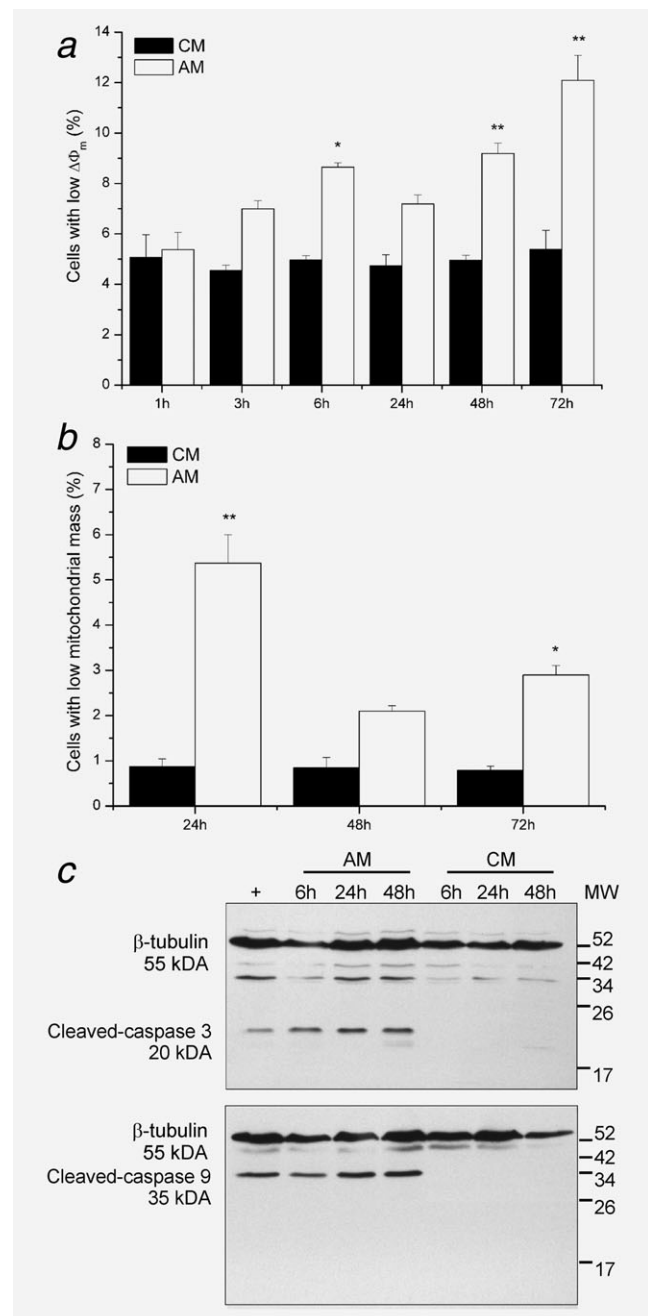 a
CM
AM
Cells with low ΔΦm (%)
14
12
10
8
6
4
2
0
*
**
**
1h 3h 6h 24h 48h 72h
b
CM
AM
Cells with low mitochondrial mass (%)
8
7
6
5
4
3
2
1
0
**
*
24h 48h 72h
c
AM CM
+ 6h 24h 48h 6h 24h 48h MW
β-tubulin
55 kDA
Cleaved-caspase 3
20 kDA
52
42
34
26
17
β-tubulin
55 kDA
Cleaved-caspase 9
35 kDA
52
42
34
26
17